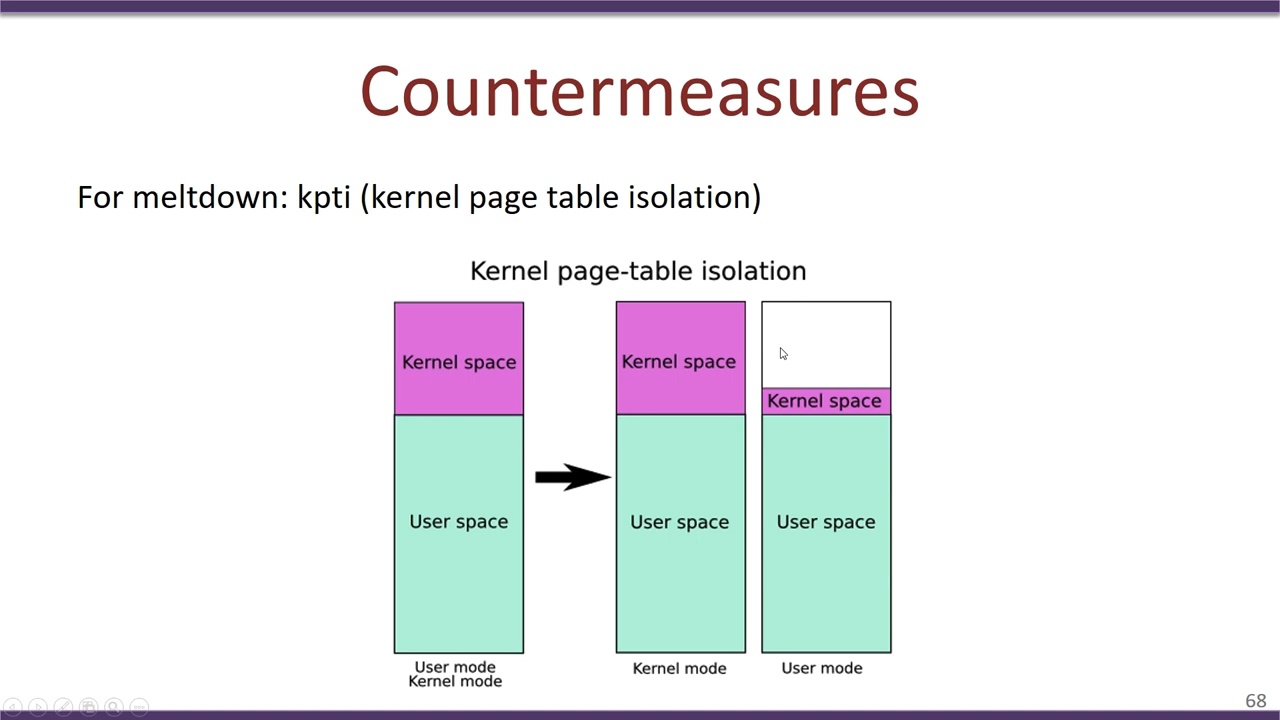 Countermeasures
For meltdown: kpti (kernel page table isolation)
Kernel page-table isolation
Kernel space
Kernel space
Kernel space
User space
User space
User space
User mode
Kernel mode
Kernel mode
User mode
68